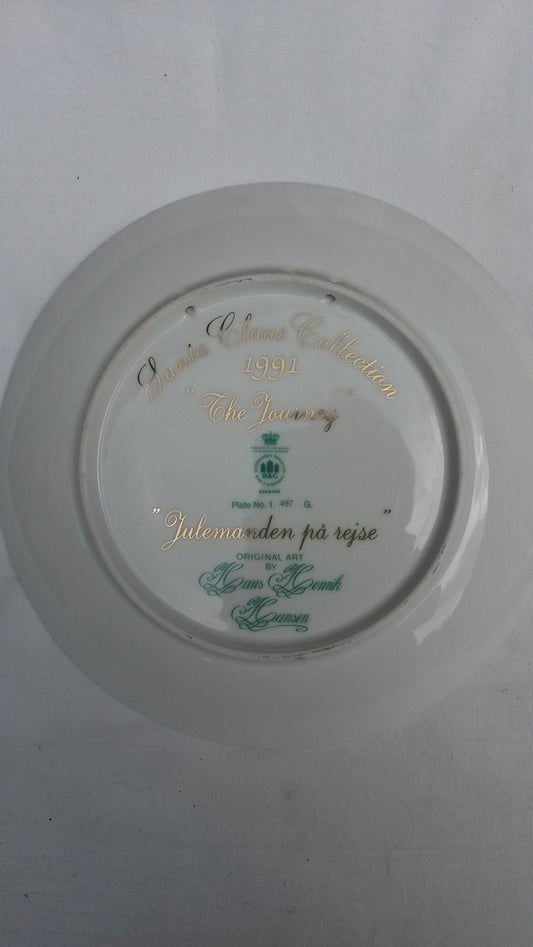 Santa Claus Collection
1991
"The Journey"
B&G
DENMARK
Plate No. 1. 497 G.
"Julemanden på rejse"
ORIGINAL ART
BY
Hans Henrik
Hansen